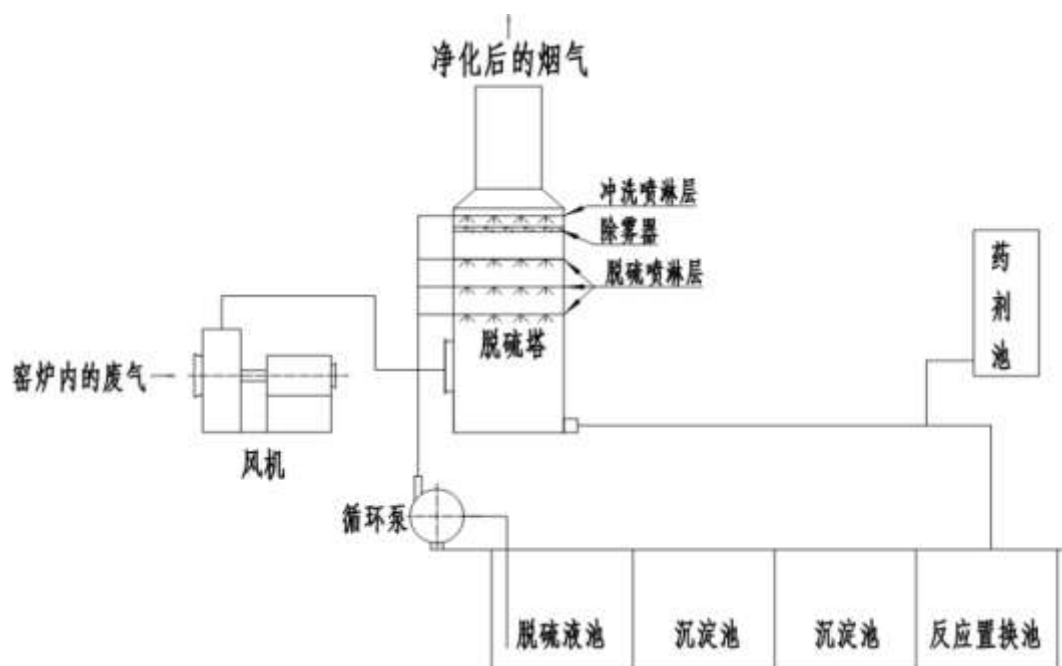 净化后的烟气
冲洗喷淋层
除雾器
脱硫喷淋层
药剂池
脱硫塔
窑炉内的废气
风机
循环泵
脱硫液池
沉淀池
沉淀池
反应置换池